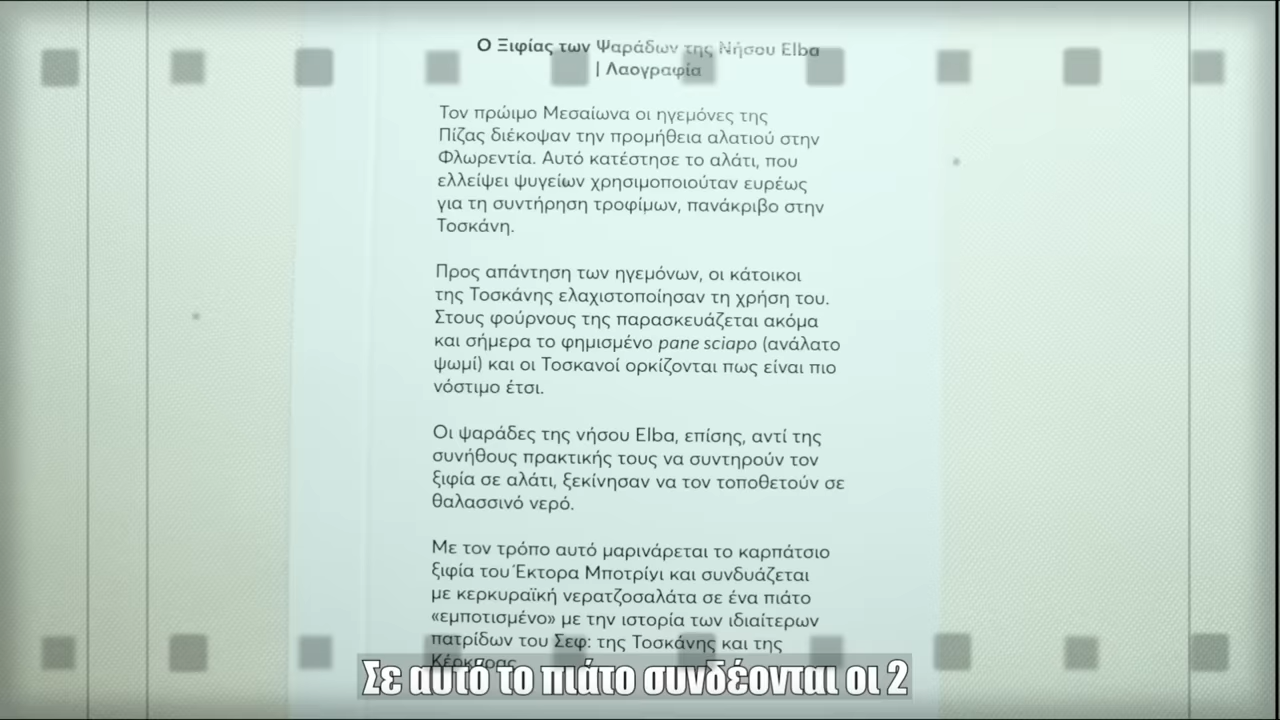 Ο Ξιφίας των Ψαράδων της Νήσου Elba
| Λαογραφία
Τον πρώιμο Μεσαίωνα οι ηγεμόνες της
Πίζας διέκοψαν την προμήθεια αλατιού στην
Φλωρεντία. Αυτό κατέστησε το αλάτι, που
ελλείψει ψυγείων χρησιμοποιούταν ευρέως
για τη συντήρηση τροφίμων, πανάκριβο στην
Τοσκάνη.
Προς απάντηση των ηγεμόνων, οι κάτοικοι
της Τοσκάνης ελαχιστοποίησαν τη χρήση του.
Στους φούρνους της παρασκευάζεται ακόμα
και σήμερα το φημισμένο pane sciapo (ανάλατο
ψωμί) και οι Τοσκανοί ορκίζονται πως είναι πιο
νόστιμο έτσι.
Οι ψαράδες της νήσου Elba, επίσης, αντί της
συνήθους πρακτικής τους να συντηρούν τον
ξιφία σε αλάτι, ξεκίνησαν να τον τοποθετούν σε
θαλασσινό νερό.
Με τον τρόπο αυτό μαρινάρεται το καρπάτσιο
ξιφία του Έκτορα Μποτρίνι και συνδυάζεται
με κερκυραϊκή νερατζοσαλάτα σε ένα πιάτο
«εμποτισμένο» με την ιστορία των ιδιαίτερων
πατρίδων του Σεφ: της Τοσκάνης και της
Κέρκυρας.
Σε αυτό το πιάτο συνδέονται οι 2